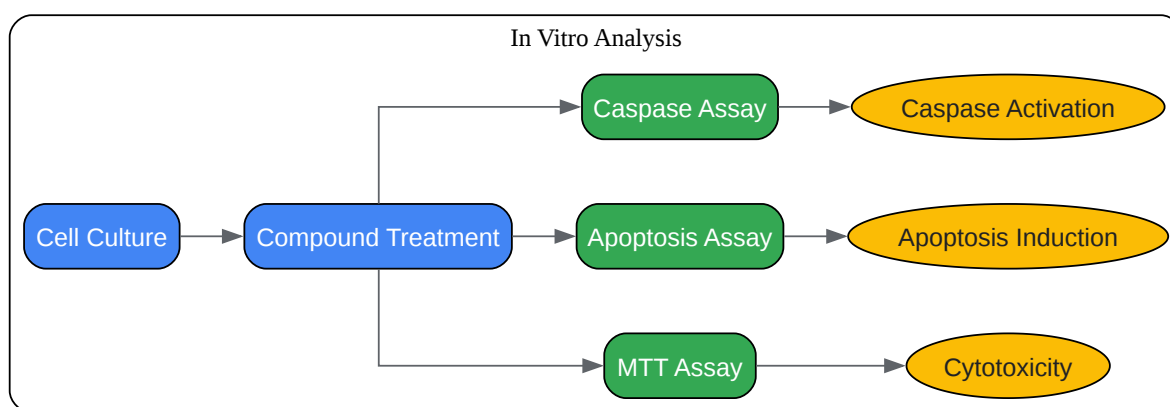 In Vitro Analysis
Caspase Assay
Caspase Activation
Cell Culture
Compound Treatment
Apoptosis Assay
Apoptosis Induction
MTT Assay
Cytotoxicity